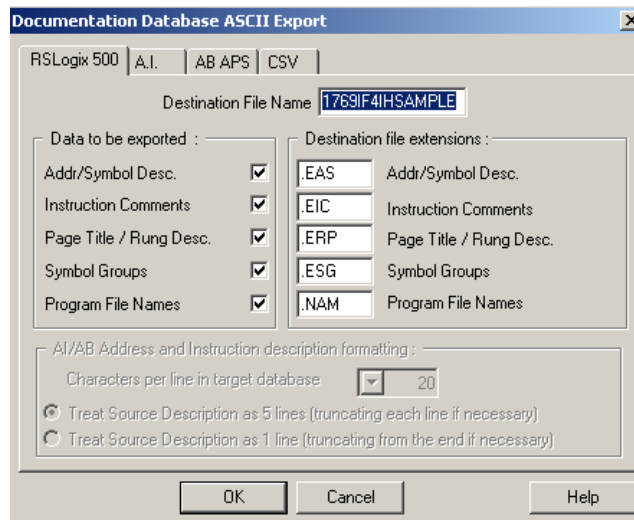 Documentation Database ASCII Export
RSLogix 500 A.I. AB APS CSV
Destination File Name 1769IF4IHSAMPLE
Data to be exported :
Addr/Symbol Desc.
Instruction Comments
Page Title / Rung Desc.
Symbol Groups
Program File Names
Destination file extensions :
.EAS Addr/Symbol Desc.
.EIC Instruction Comments
.ERP Page Title / Rung Desc.
.ESG Symbol Groups
.NAM Program File Names
AI/AB Address and Instruction description formatting :
Characters per line in target database 20
Treat Source Description as 5 lines (truncating each line if necessary)
Treat Source Description as 1 line (truncating from the end if necessary)
OK Cancel Help